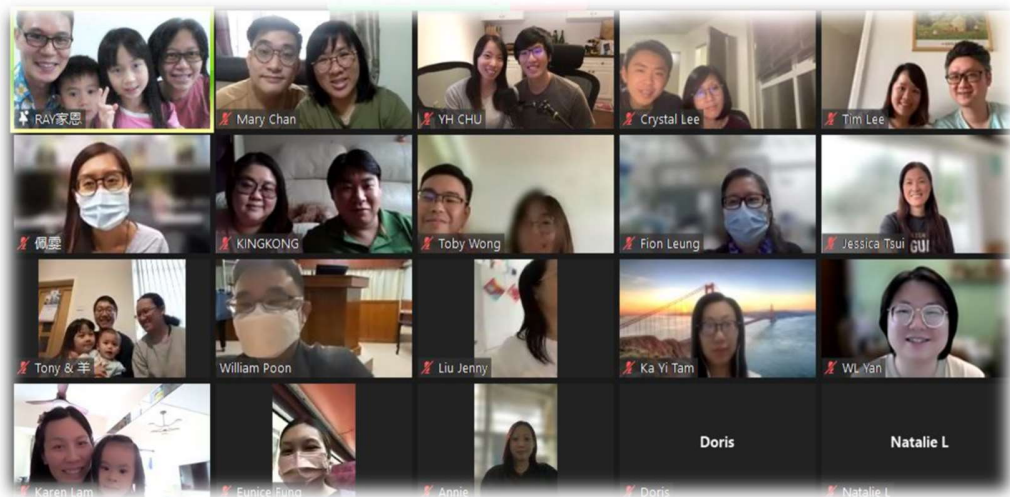 RAY家恩
Mary Chan
YH CHU
Crystal Lee
Tim Lee
佩雯
KINGKONG
Toby Wong
Fion Leung
Jessica Tsui
GUI
Tony & 羊
William Poon
Liu Jenny
Ka Yi Tam
WL Yan
Karen Lam
Eunice Fung
Annie
Doris
Doris
Natalie L
Natalie L